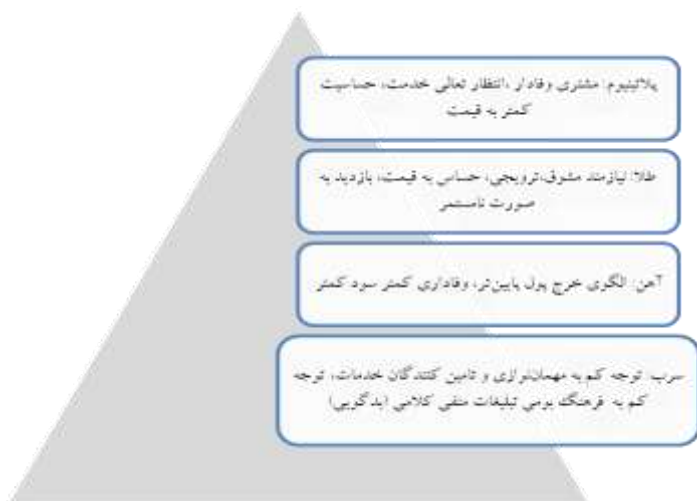 پلاتینیوم: مشتری وفادار ،انتظار تعالی خدمت، حساسیت
کمتر به قیمت
طلا: نیازمند مشوق،ترویجی، حساس به قیمت، بازدید به
صورت نامستمر
آهن: الگوی خرج پول پایین‌تر، وفاداری کمتر سود کمتر
سرب: توجه کم به مهمان‌نوازی و تامین کنندگان خدمات، توجه
کم به فرهنگ بومی تبلیغات منفی کلامی (بدگویی)